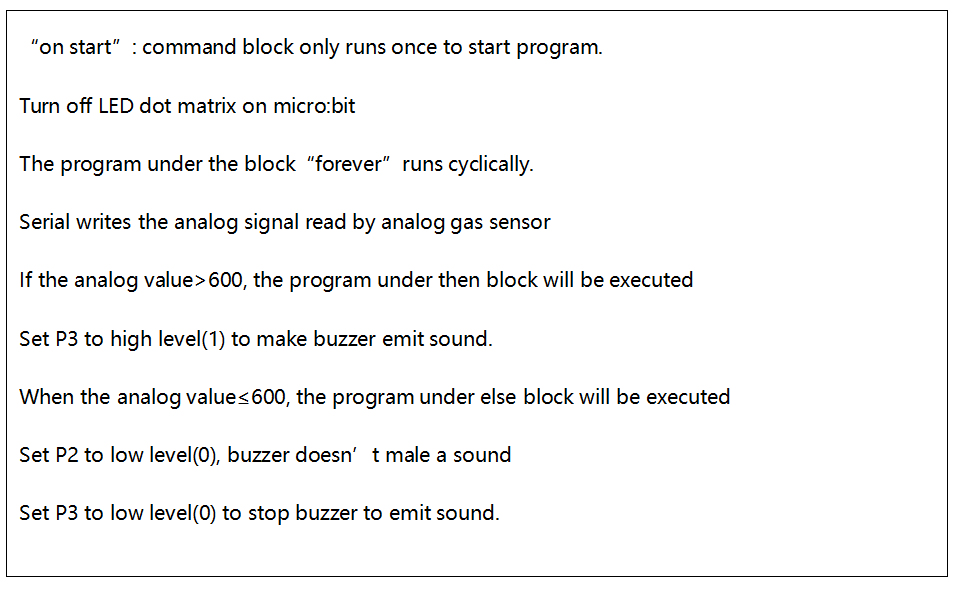 “on start”: command block only runs once to start program.
Turn off LED dot matrix on micro:bit
The program under the block “forever” runs cyclically.
Serial writes the analog signal read by analog gas sensor
If the analog value>600, the program under then block will be executed
Set P3 to high level(1) to make buzzer emit sound.
When the analog value≤600, the program under else block will be executed
Set P2 to low level(0), buzzer doesn’t male a sound
Set P3 to low level(0) to stop buzzer to emit sound.